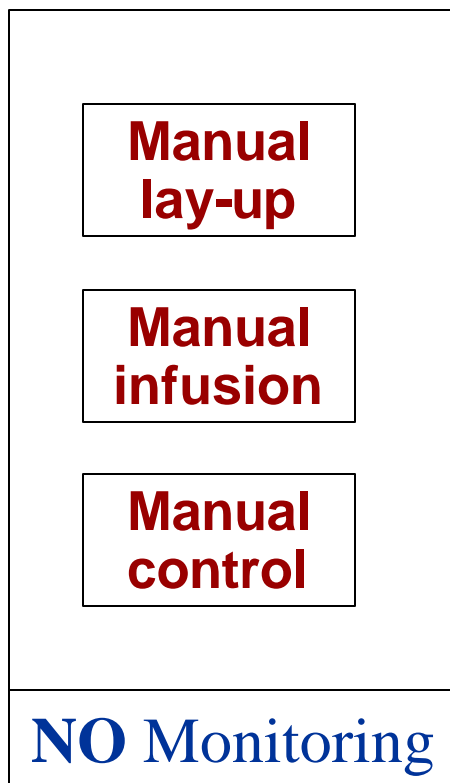 Manual
lay-up
Manual
infusion
Manual
control
NO Monitoring